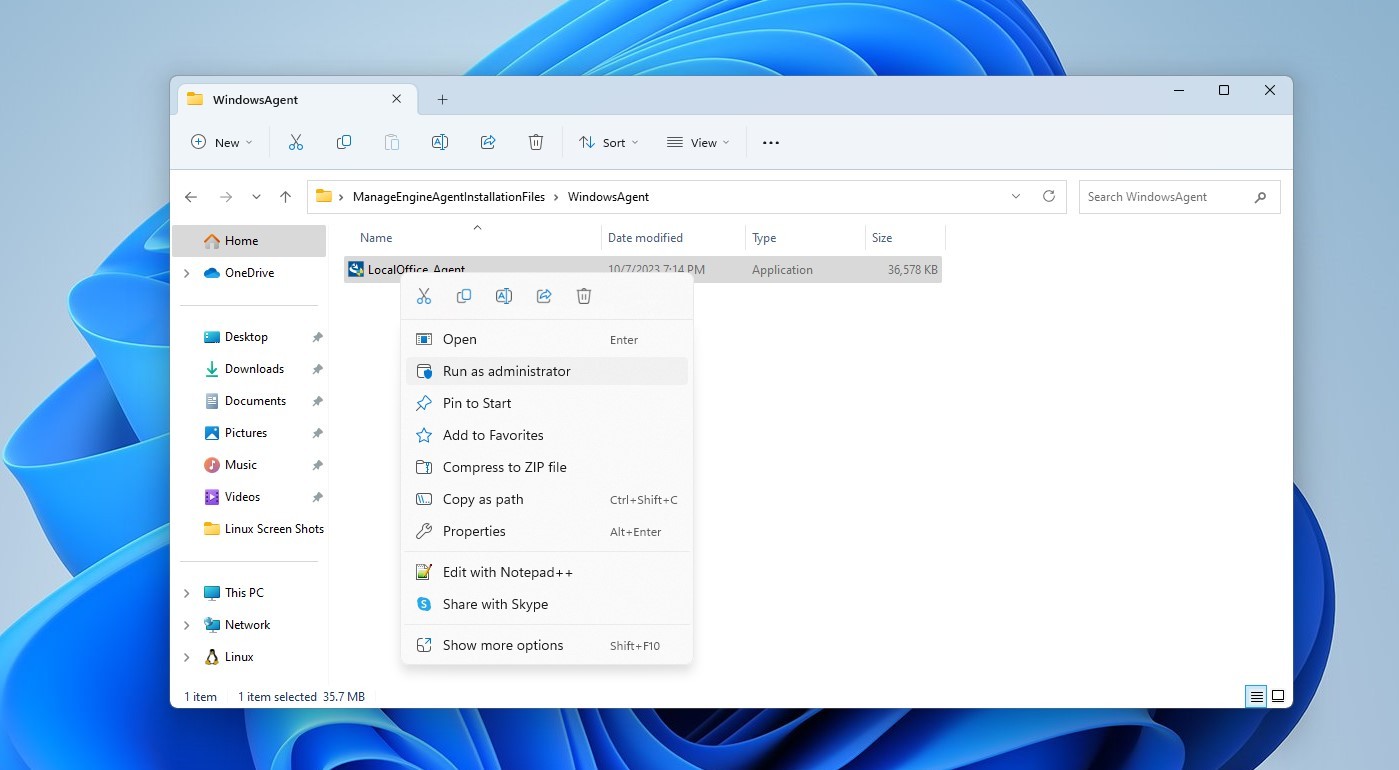 WindowsAgent
New
Sort
View
ManageEngineAgentInstallationFiles
WindowsAgent
Search WindowsAgent
Name
Date modified
Type
Size
LocalOffice_Agent
10/7/2023 7:14 PM
Application
36,578 KB
Home
OneDrive
Desktop
Downloads
Documents
Pictures
Music
Videos
Linux Screen Shots
This PC
Network
Linux
Open Enter
Run as administrator
Pin to Start
Add to Favorites
Compress to ZIP file
Copy as path Ctrl+Shift+C
Properties Alt+Enter
Edit with Notepad++
Share with Skype
Show more options Shift+F10
1 item
1 item selected 35.7 MB